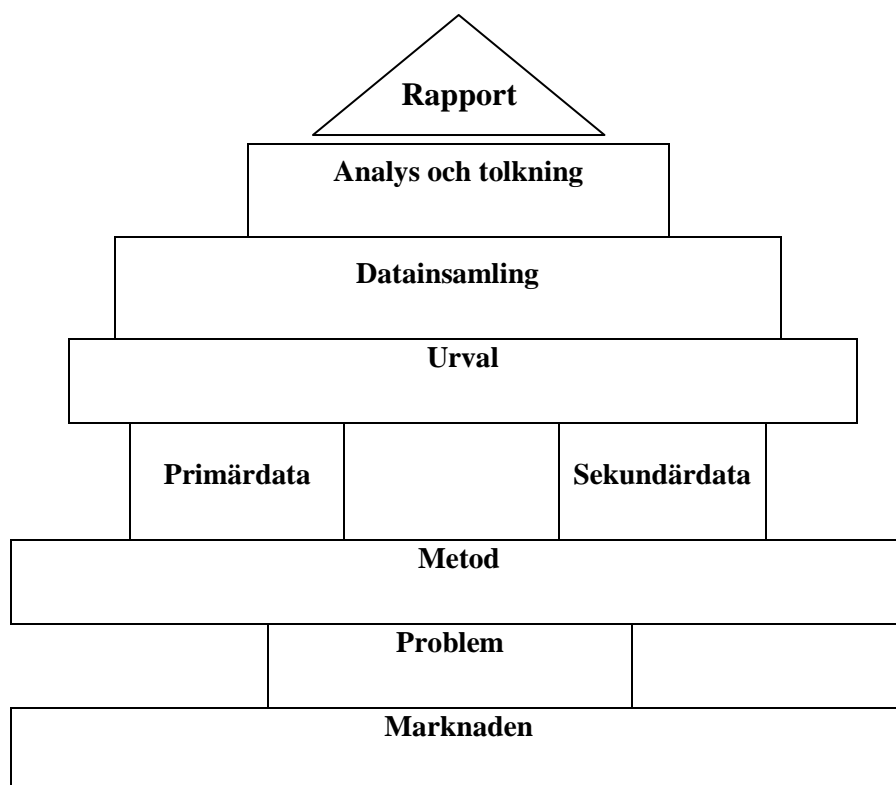 Rapport
Analys och tolkning
Datainsamling
Urval
Primärdata
Sekundärdata
Metod
Problem
Marknaden